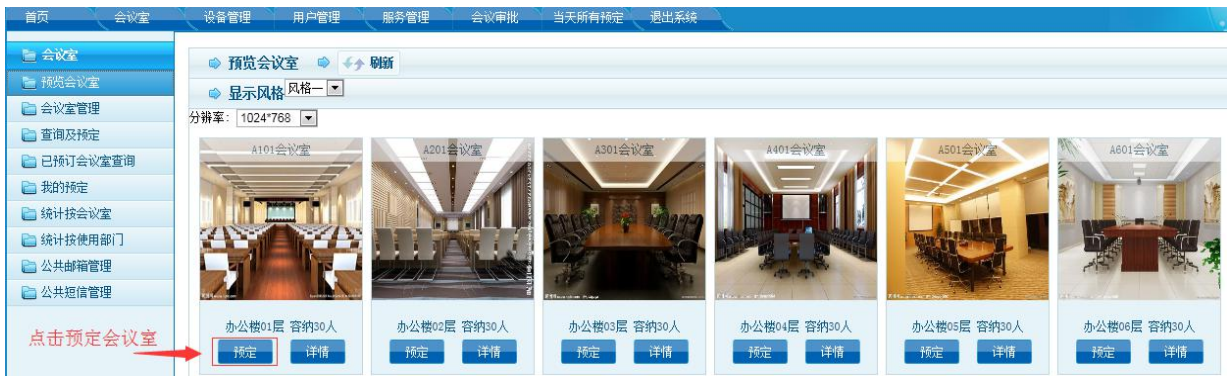 首页 会议室 设备管理 用户管理 服务管理 会议审批 当天所有预定 退出系统
会议室
预览会议室
会议室管理
查询及预定
已预订会议室查询
我的预定
统计按会议室
统计按使用部门
公共邮箱管理
公共短信管理
点击预定会议室
预览会议室 刷新
显示风格 风格一
分辨率: 1024*768
A101会议室 A201会议室 A301会议室 A401会议室 A501会议室 A601会议室
办公楼01层 容纳30人 办公楼02层 容纳30人 办公楼03层 容纳30人 办公楼04层 容纳30人 办公楼05层 容纳30人 办公楼06层 容纳30人
预定 详情 预定 详情 预定 详情 预定 详情 预定 详情 预定 详情